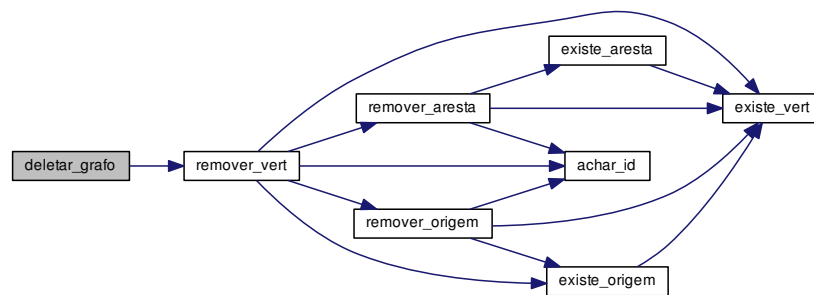 deletar_grafo
remover_vert
remover_aresta
remover_origem
existe_aresta
achar_id
existe_origem
existe_vert